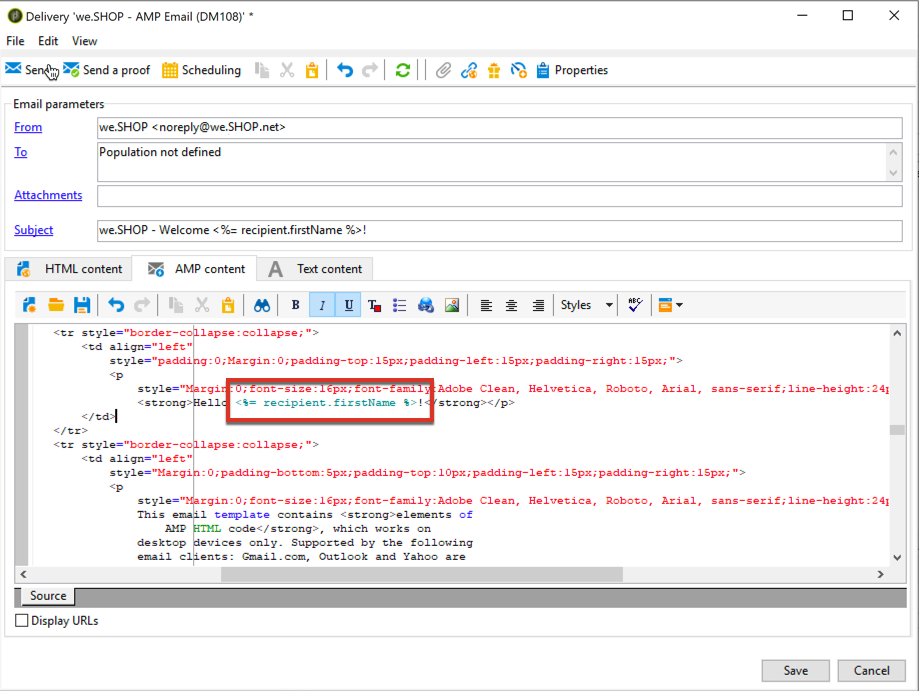 Delivery 'we.SHOP - AMP Email (DM108)' *
File Edit View
Send Send a proof Scheduling Properties
Email parameters
From we.SHOP <noreply@we.SHOP.net>
To Population not defined
Attachments
Subject we.SHOP - Welcome <%= recipient.firstName %>!
HTML content AMP content Text content
B I U T Styles ABC
<tr style="border-collapse:collapse;">
<td align="left"
style="padding:0;Margin:0;padding-top:15px;padding-left:15px;padding-right:15px;">
<p
style="Margin:0;font-size:16px;font-family:Adobe Clean, Helvetica, Roboto, Arial, sans-serif;line-height:24p
<strong>Hello <%= recipient.firstName %>!</strong></p>
</td>
</tr>
<tr style="border-collapse:collapse;">
<td align="left"
style="Margin:0;padding-bottom:5px;padding-top:10px;padding-left:15px;padding-right:15px;">
<p
style="Margin:0;font-size:16px;font-family:Adobe Clean, Helvetica, Roboto, Arial, sans-serif;line-height:24p
This email template contains <strong>elements of
AMP HTML code</strong>, which works on
desktop devices only. Supported by the following
email clients: Gmail.com, Outlook and Yahoo are
Source
Display URLs
Save Cancel